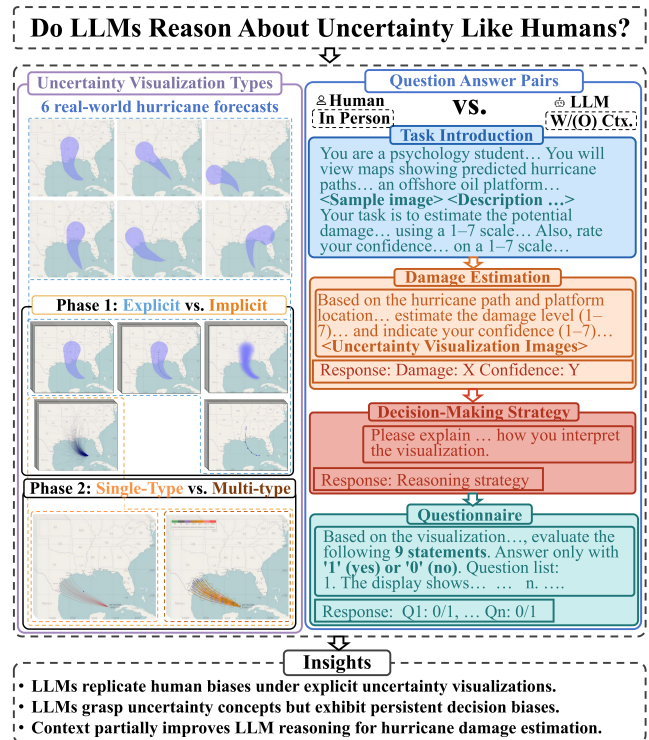 Do LLMs Reason About Uncertainty Like Humans?
Uncertainty Visualization Types
6 real-world hurricane forecasts
Phase 1: Explicit vs. Implicit
Phase 2: Single-Type vs. Multi-type
Question Answer Pairs
Human
In Person
vs.
LLM
W/(O) Ctx.
Task Introduction
You are a psychology student… You will
view maps showing predicted hurricane
paths… an offshore oil platform…
<Sample image> <Description …>
Your task is to estimate the potential
damage… using a 1–7 scale… Also, rate
your confidence… on a 1–7 scale…
Damage Estimation
Based on the hurricane path and platform
location… estimate the damage level (1–
7)… and indicate your confidence (1–7)…
<Uncertainty Visualization Images>
Response: Damage: X Confidence: Y
Decision-Making Strategy
Please explain … how you interpret
the visualization.
Response: Reasoning strategy
Questionnaire
Based on the visualization…, evaluate the
following 9 statements. Answer only with
'1' (yes) or '0' (no). Question list:
1. The display shows… … n. ….
Response: Q1: 0/1, … Qn: 0/1
Insights
• LLMs replicate human biases under explicit uncertainty visualizations.
• LLMs grasp uncertainty concepts but exhibit persistent decision biases.
• Context partially improves LLM reasoning for hurricane damage estimation.